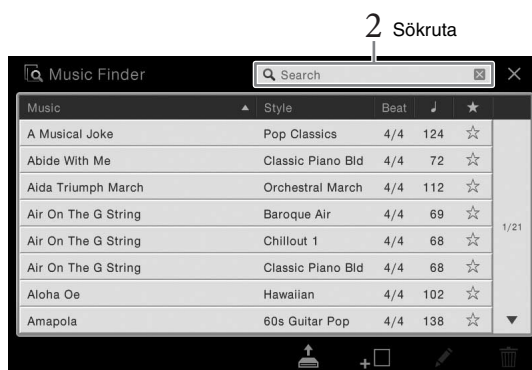 2 Sökruta
Music Finder Search
Music Style Beat ♩ ★
A Musical Joke Pop Classics 4/4 124 ☆
Abide With Me Classic Piano Bld 4/4 72 ☆
Aida Triumph March Orchestral March 4/4 112 ☆
Air On The G String Baroque Air 4/4 69 ☆
Air On The G String Chillout 1 4/4 68 ☆
Air On The G String Classic Piano Bld 4/4 68 ☆
Aloha Oe Hawaiian 4/4 102 ☆
Amapola 60s Guitar Pop 4/4 138 ☆
1/21